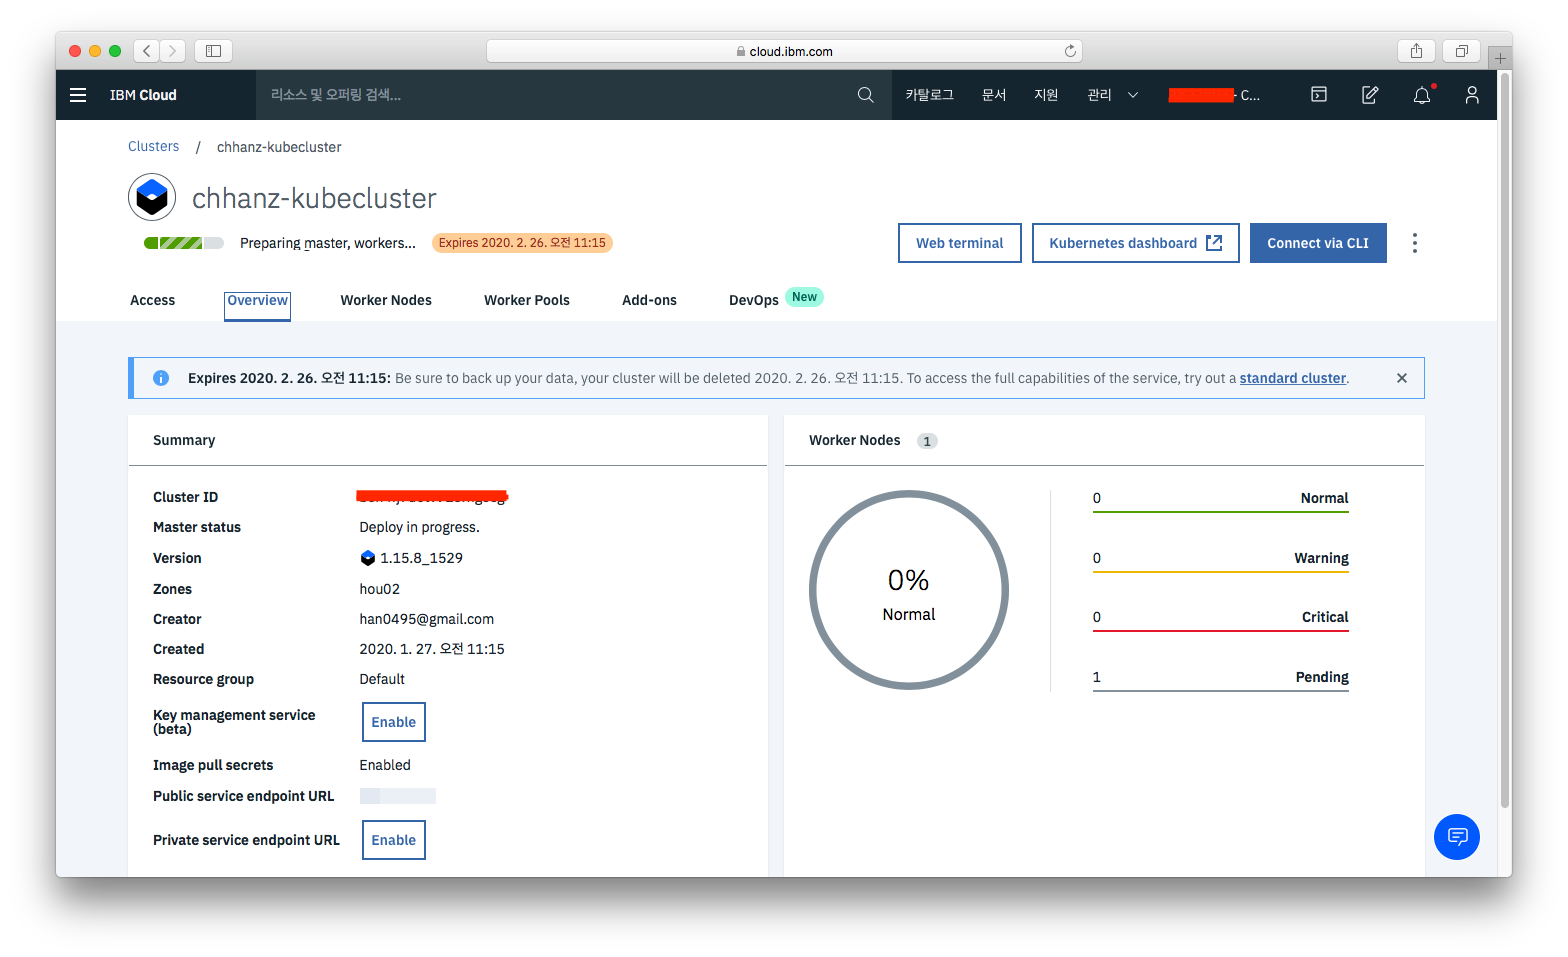 cloud.ibm.com
IBM Cloud
리소스 및 오퍼링 검색...
카탈로그
문서
지원
관리
- C...
Clusters / chhanz-kubecluster
chhanz-kubecluster
Preparing master, workers...
Expires 2020. 2. 26. 오전 11:15
Web terminal
Kubernetes dashboard
Connect via CLI
Access
Overview
Worker Nodes
Worker Pools
Add-ons
DevOps
New
Expires 2020. 2. 26. 오전 11:15: Be sure to back up your data, your cluster will be deleted 2020. 2. 26. 오전 11:15. To access the full capabilities of the service, try out a standard cluster.
Summary
Cluster ID
Master status Deploy in progress.
Version 1.15.8_1529
Zones hou02
Creator han0495@gmail.com
Created 2020. 1. 27. 오전 11:15
Resource group Default
Key management service
(beta)
Enable
Image pull secrets Enabled
Public service endpoint URL
Private service endpoint URL Enable
Worker Nodes 1
0%
Normal
0 Normal
0 Warning
0 Critical
1 Pending